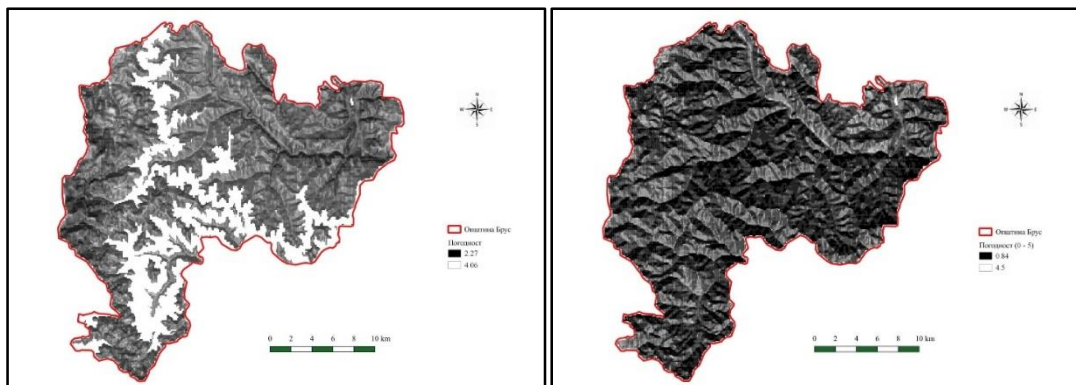 N
W E
S
Општина Брус
Погодност
2.27
4.06
0 2 4 6 8 10 km
N
W E
S
Општина Брус
Погодност (0 - 5)
0.84
4.5
0 2 4 6 8 10 km